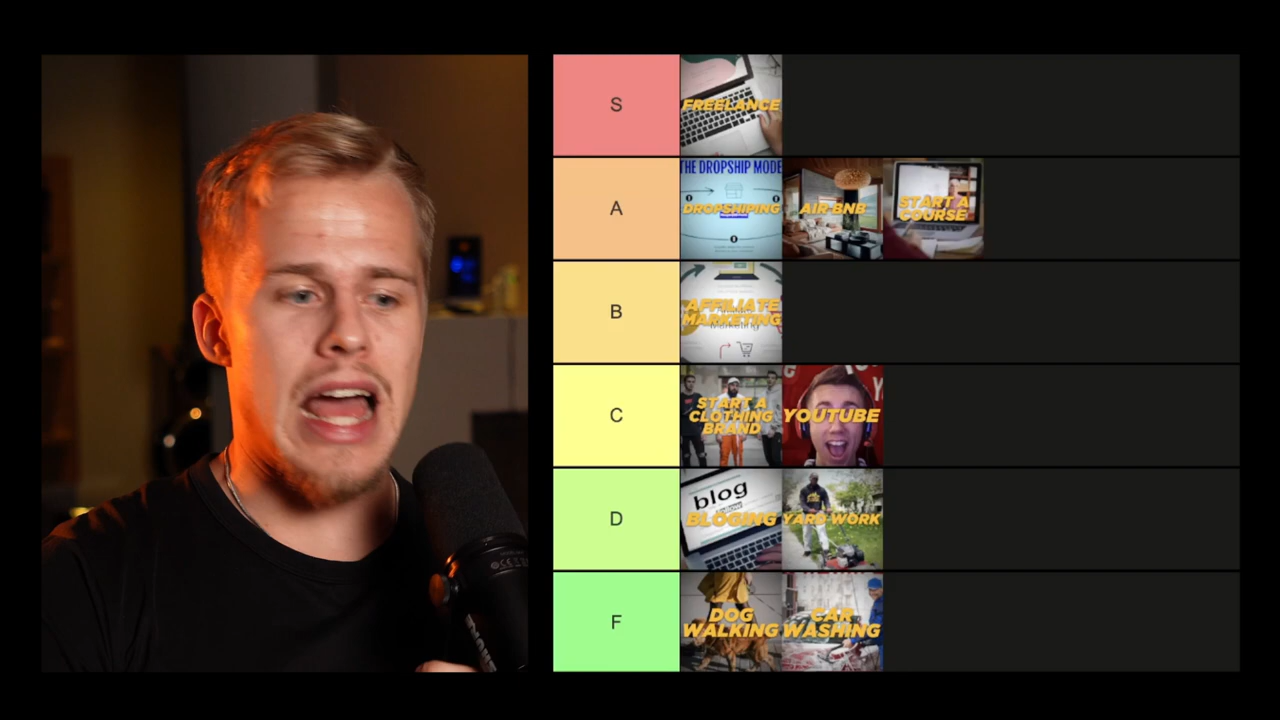 S
FREELANCE
A
THE DROPSHIP MODE
DROPSHIPING
AIR-BNB
START A
COURSE
B
AFFILIATE
MARKETING
C
START A
CLOTHING
BRAND
YOUTUBE
D
blog
BLOGING
YARD WORK
F
DOG
WALKING
CAR
WASHING